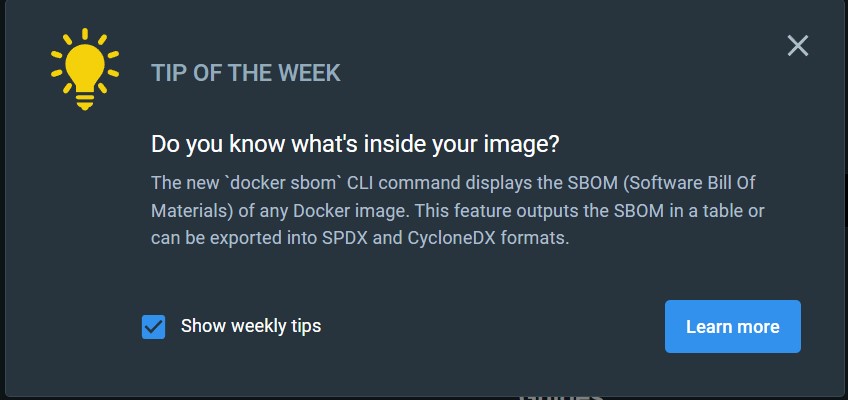 TIP OF THE WEEK
Do you know what's inside your image?
The new `docker sbom` CLI command displays the SBOM (Software Bill Of
Materials) of any Docker image. This feature outputs the SBOM in a table or
can be exported into SPDX and CycloneDX formats.
Show weekly tips
Learn more